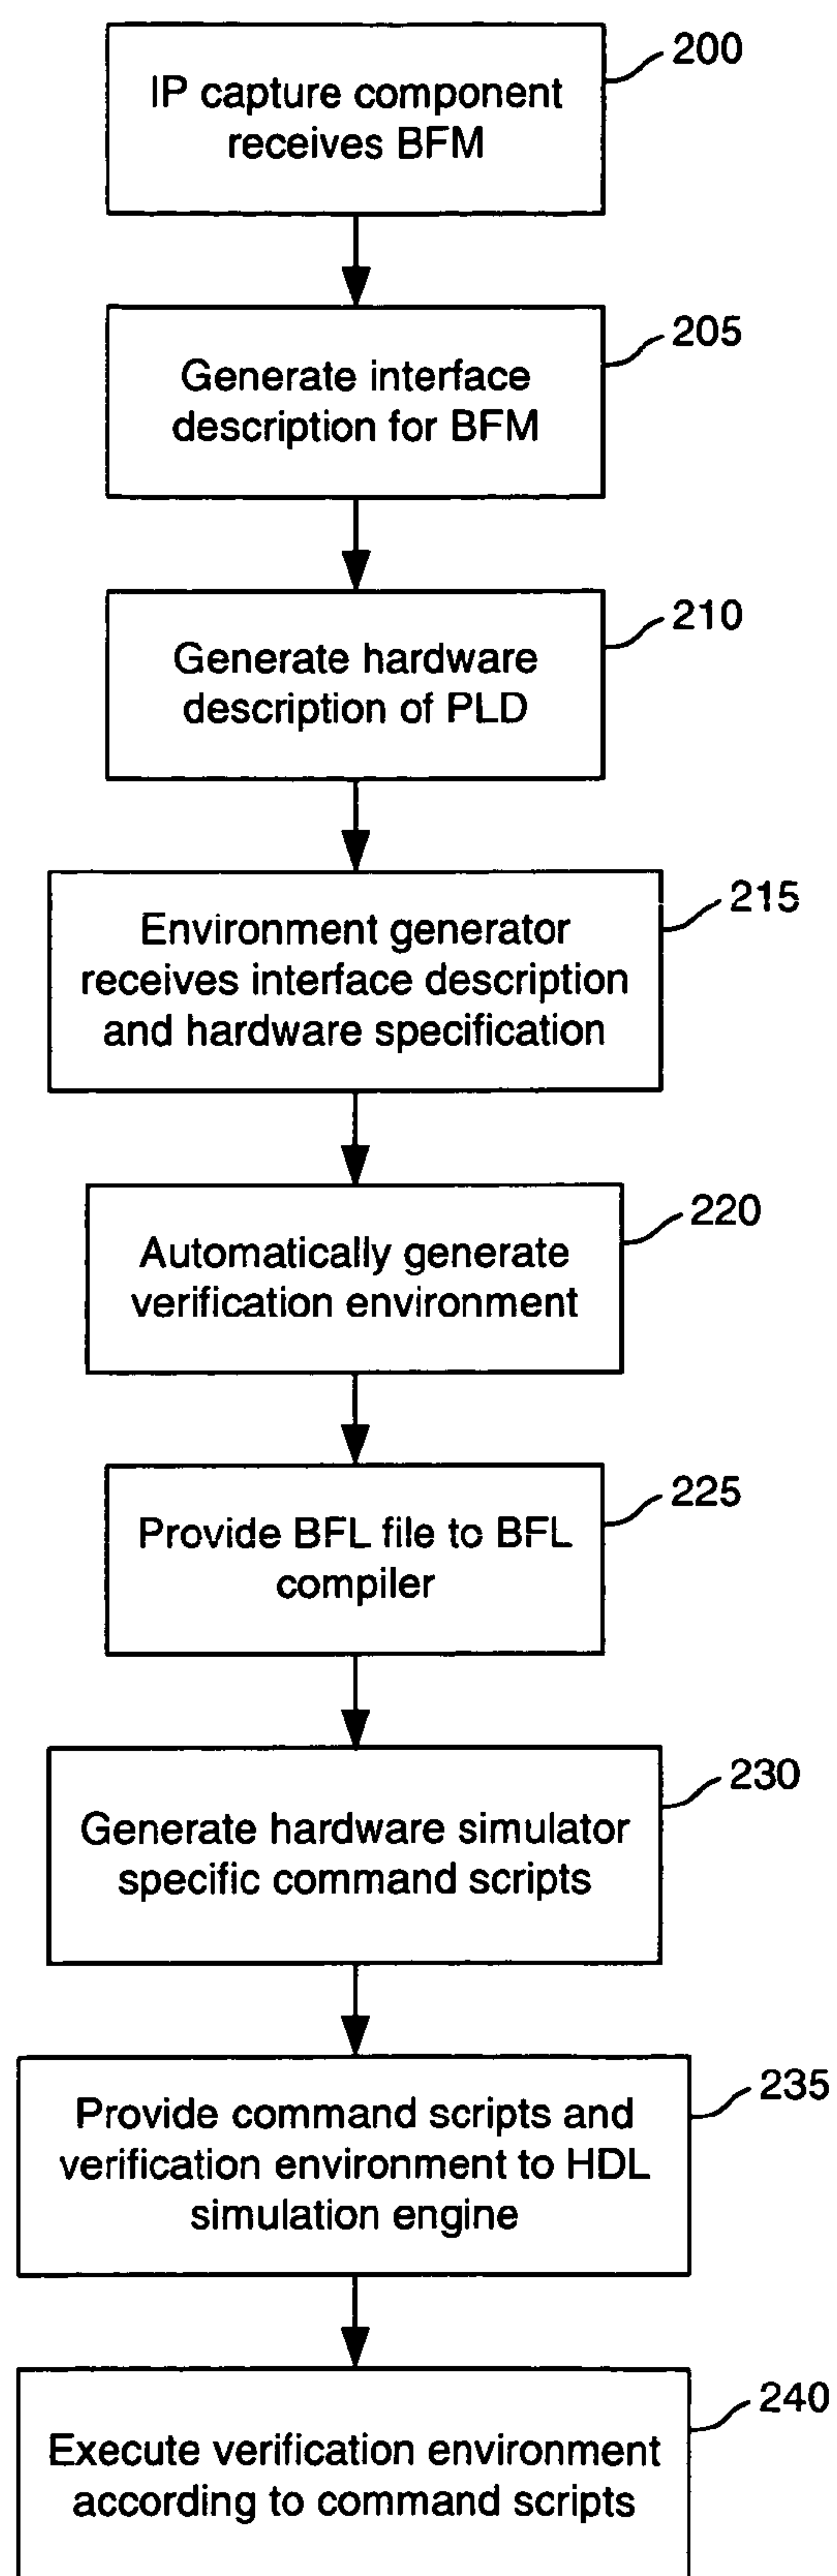 200
IP capture component
receives BFM
205
Generate interface
description for BFM
210
Generate hardware
description of PLD
215
Environment generator
receives interface description
and hardware specification
220
Automatically generate
verification environment
225
Provide BFL file to BFL
compiler
230
Generate hardware simulator
specific command scripts
235
Provide command scripts and
verification environment to HDL
simulation engine
240
Execute verification environment
according to command scripts